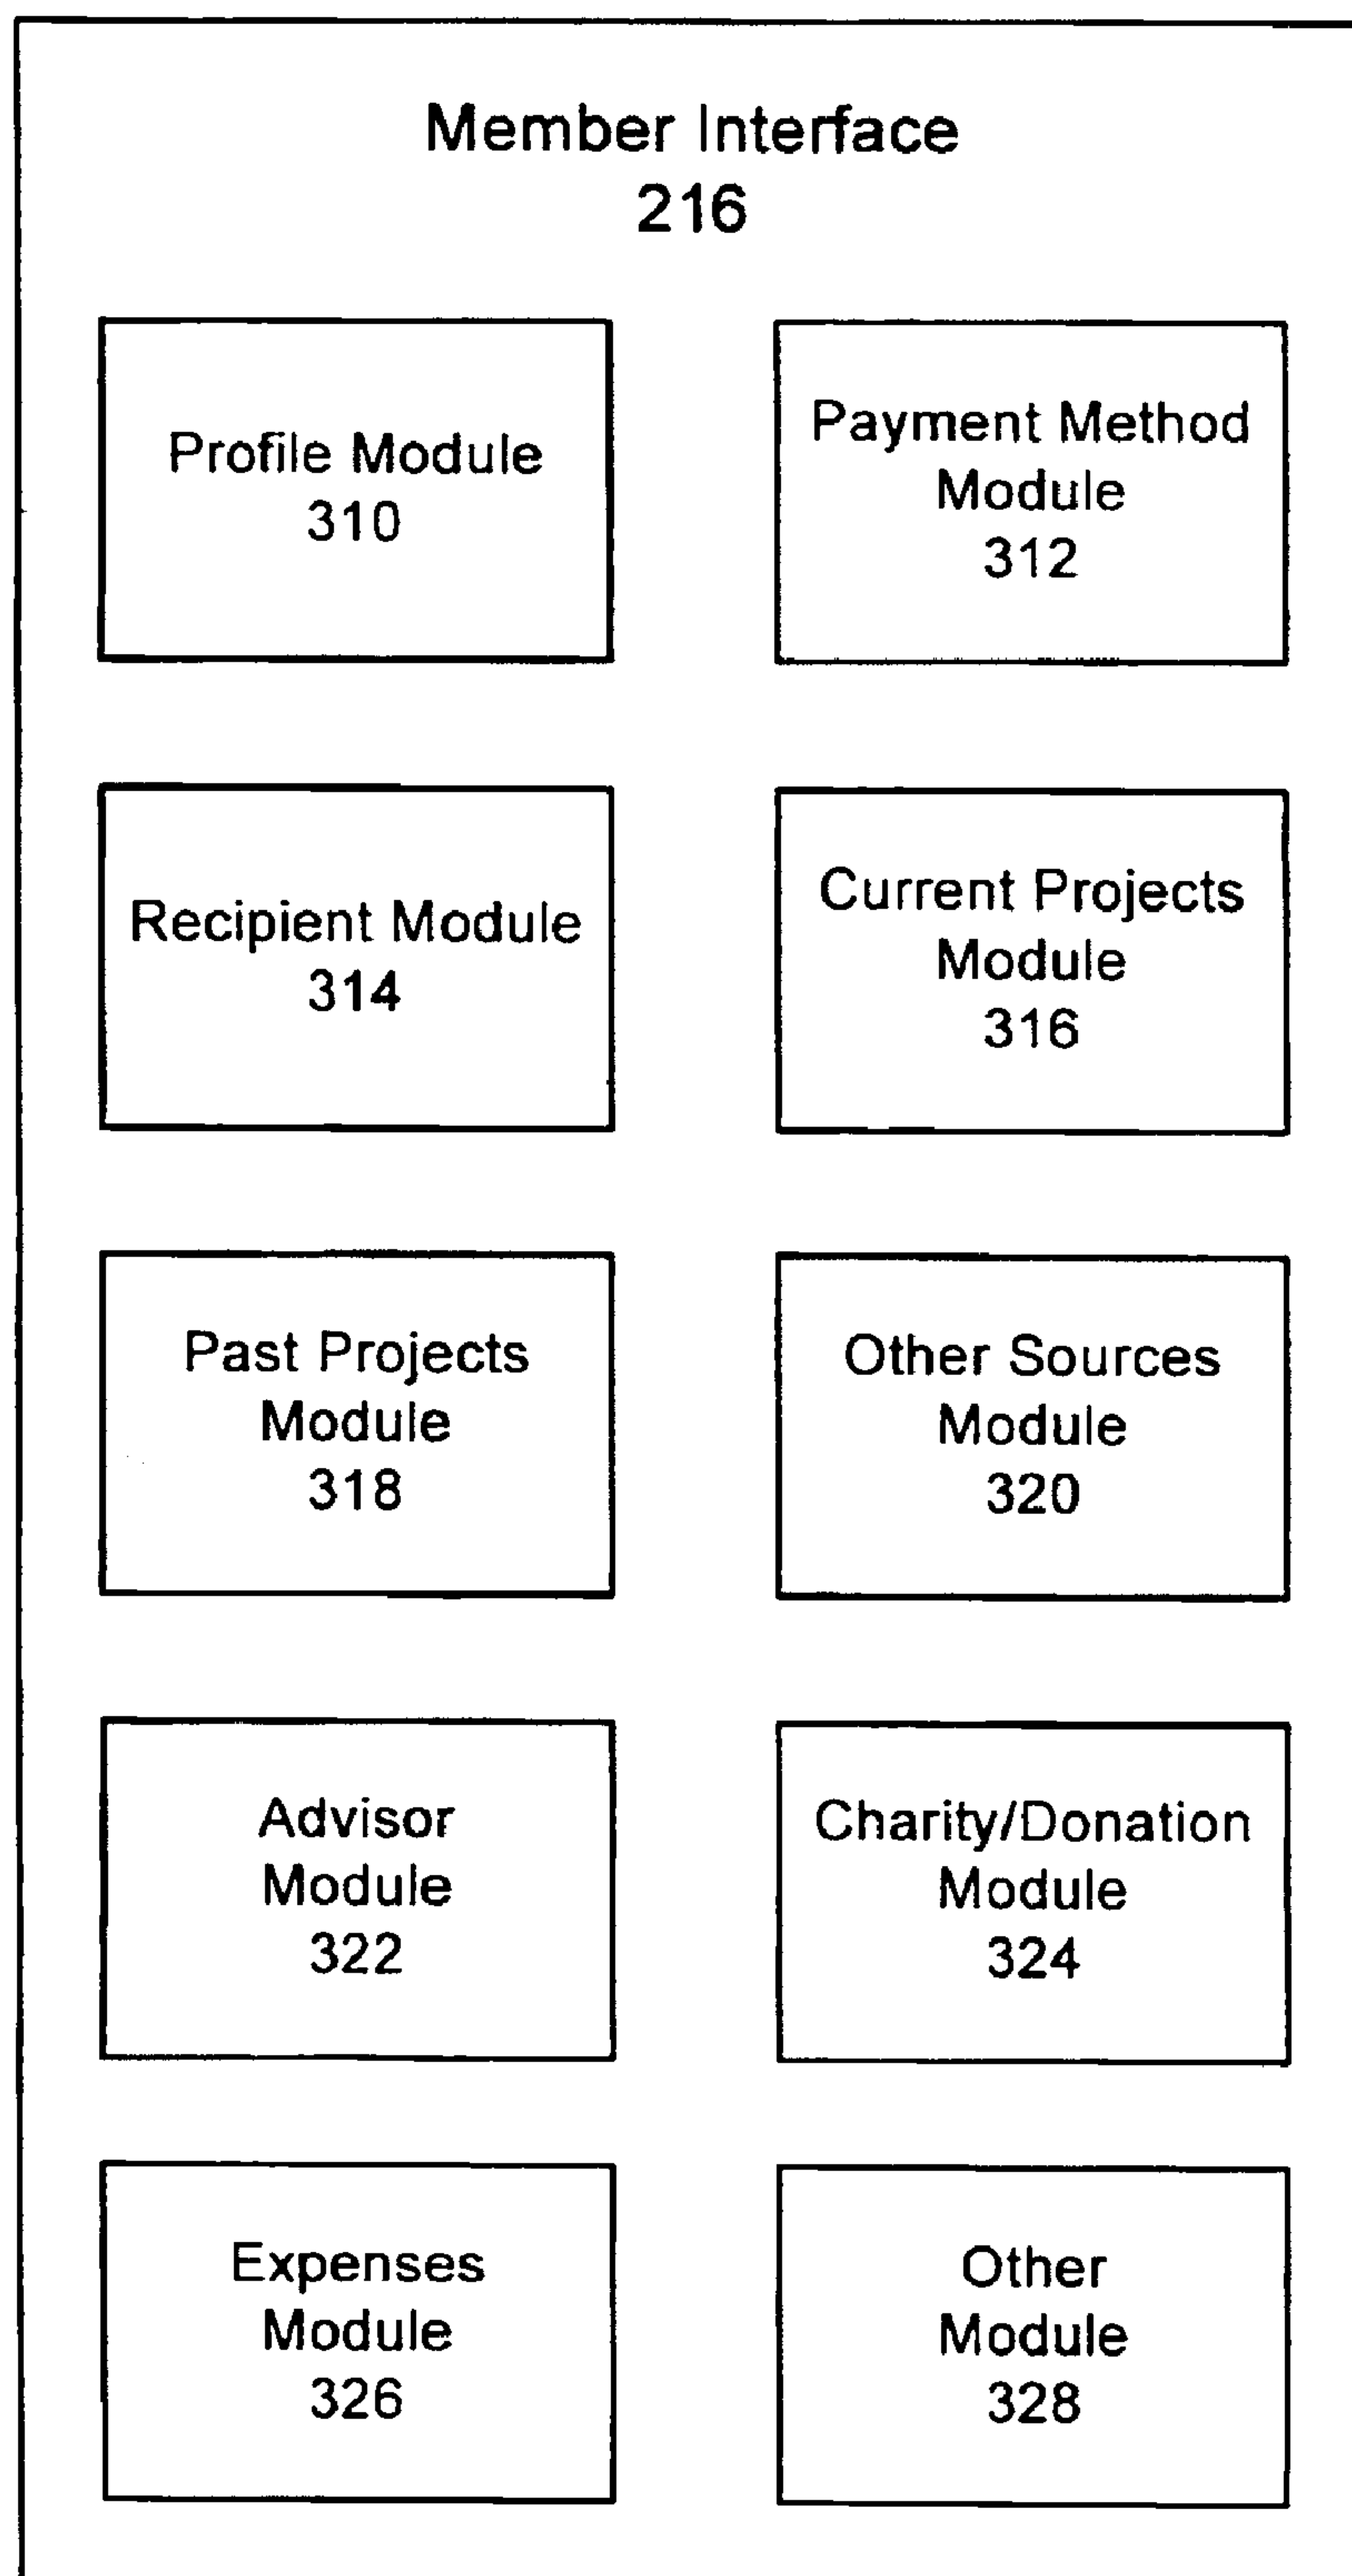 Member Interface
216
Profile Module
310
Payment Method
Module
312
Recipient Module
314
Current Projects
Module
316
Past Projects
Module
318
Other Sources
Module
320
Advisor
Module
322
Charity/Donation
Module
324
Expenses
Module
326
Other
Module
328